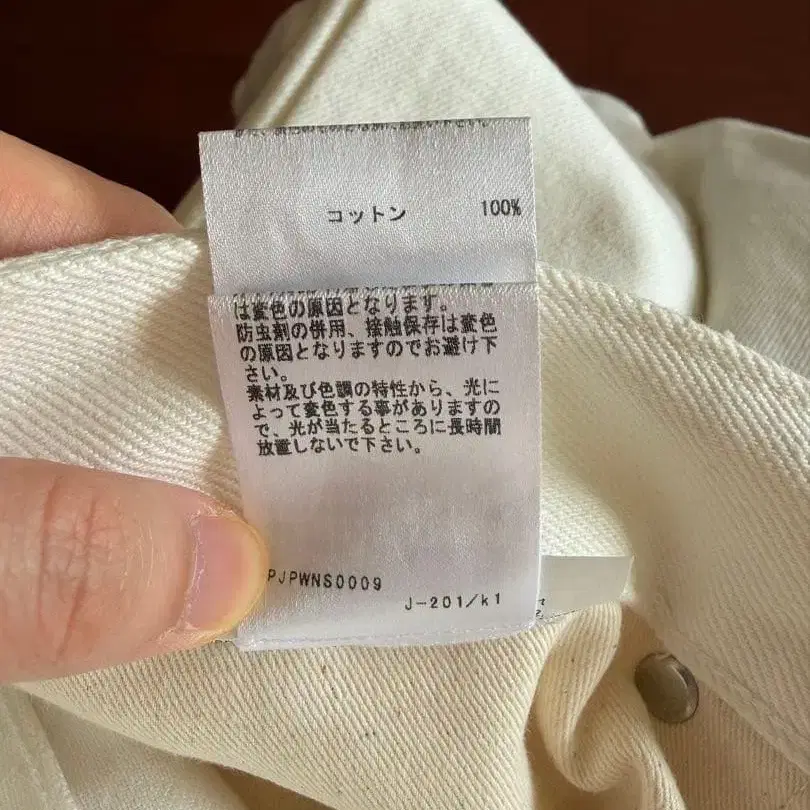 コットン 100%
は変色の原因となります。
防虫剤の併用、接触保存は変色
の原因となりますのでお避け下
さい。
素材及び色調の特性から、光に
よって変色する事がありますの
で、光が当たるところに長時間
放置しないで下さい。
PJPWNS0009
J-201/k1